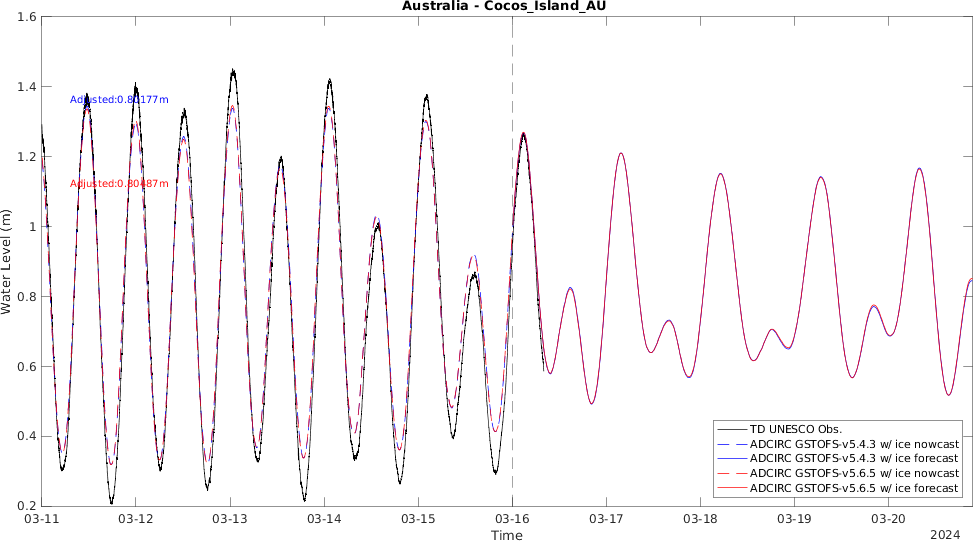 Australia - Cocos_Island_AU
1.6
1.4
1.2
1
0.8
0.6
0.4
0.2
Water Level (m)
Adjusted:0.80177m
Adjusted:0.80487m
TD UNESCO Obs.
ADCIRC GSTOFS-v5.4.3 w/ ice nowcast
ADCIRC GSTOFS-v5.4.3 w/ ice forecast
ADCIRC GSTOFS-v5.6.5 w/ ice nowcast
ADCIRC GSTOFS-v5.6.5 w/ ice forecast
03-11 03-12 03-13 03-14 03-15 03-16 03-17 03-18 03-19 03-20
Time
2024